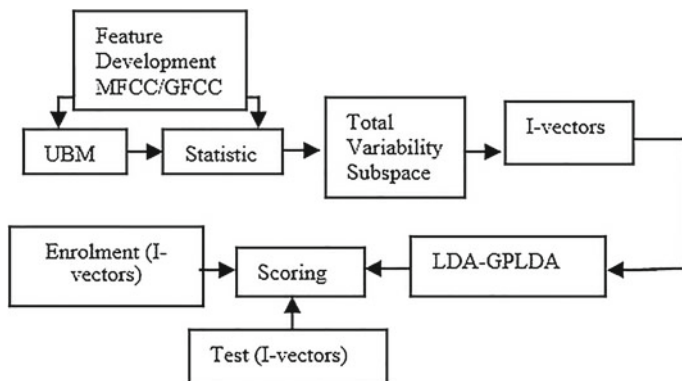 Feature
Development
MFCC/GFCC
UBM
Statistic
Total
Variability
Subspace
I-vectors
Enrolment (I-
vectors)
Scoring
LDA-GPLDA
Test (I-vectors)